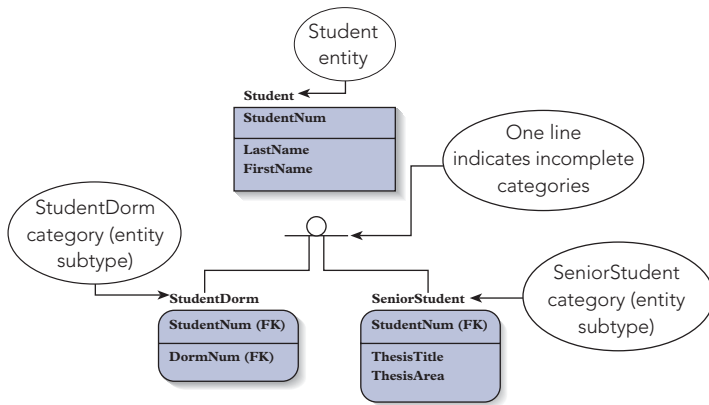 Student
entity
Student
StudentNum
LastName
FirstName
One line
indicates incomplete
categories
StudentDorm
category (entity
subtype)
StudentDorm
StudentNum (FK)
DormNum (FK)
SeniorStudent
StudentNum (FK)
ThesisTitle
ThesisArea
SeniorStudent
category (entity
subtype)